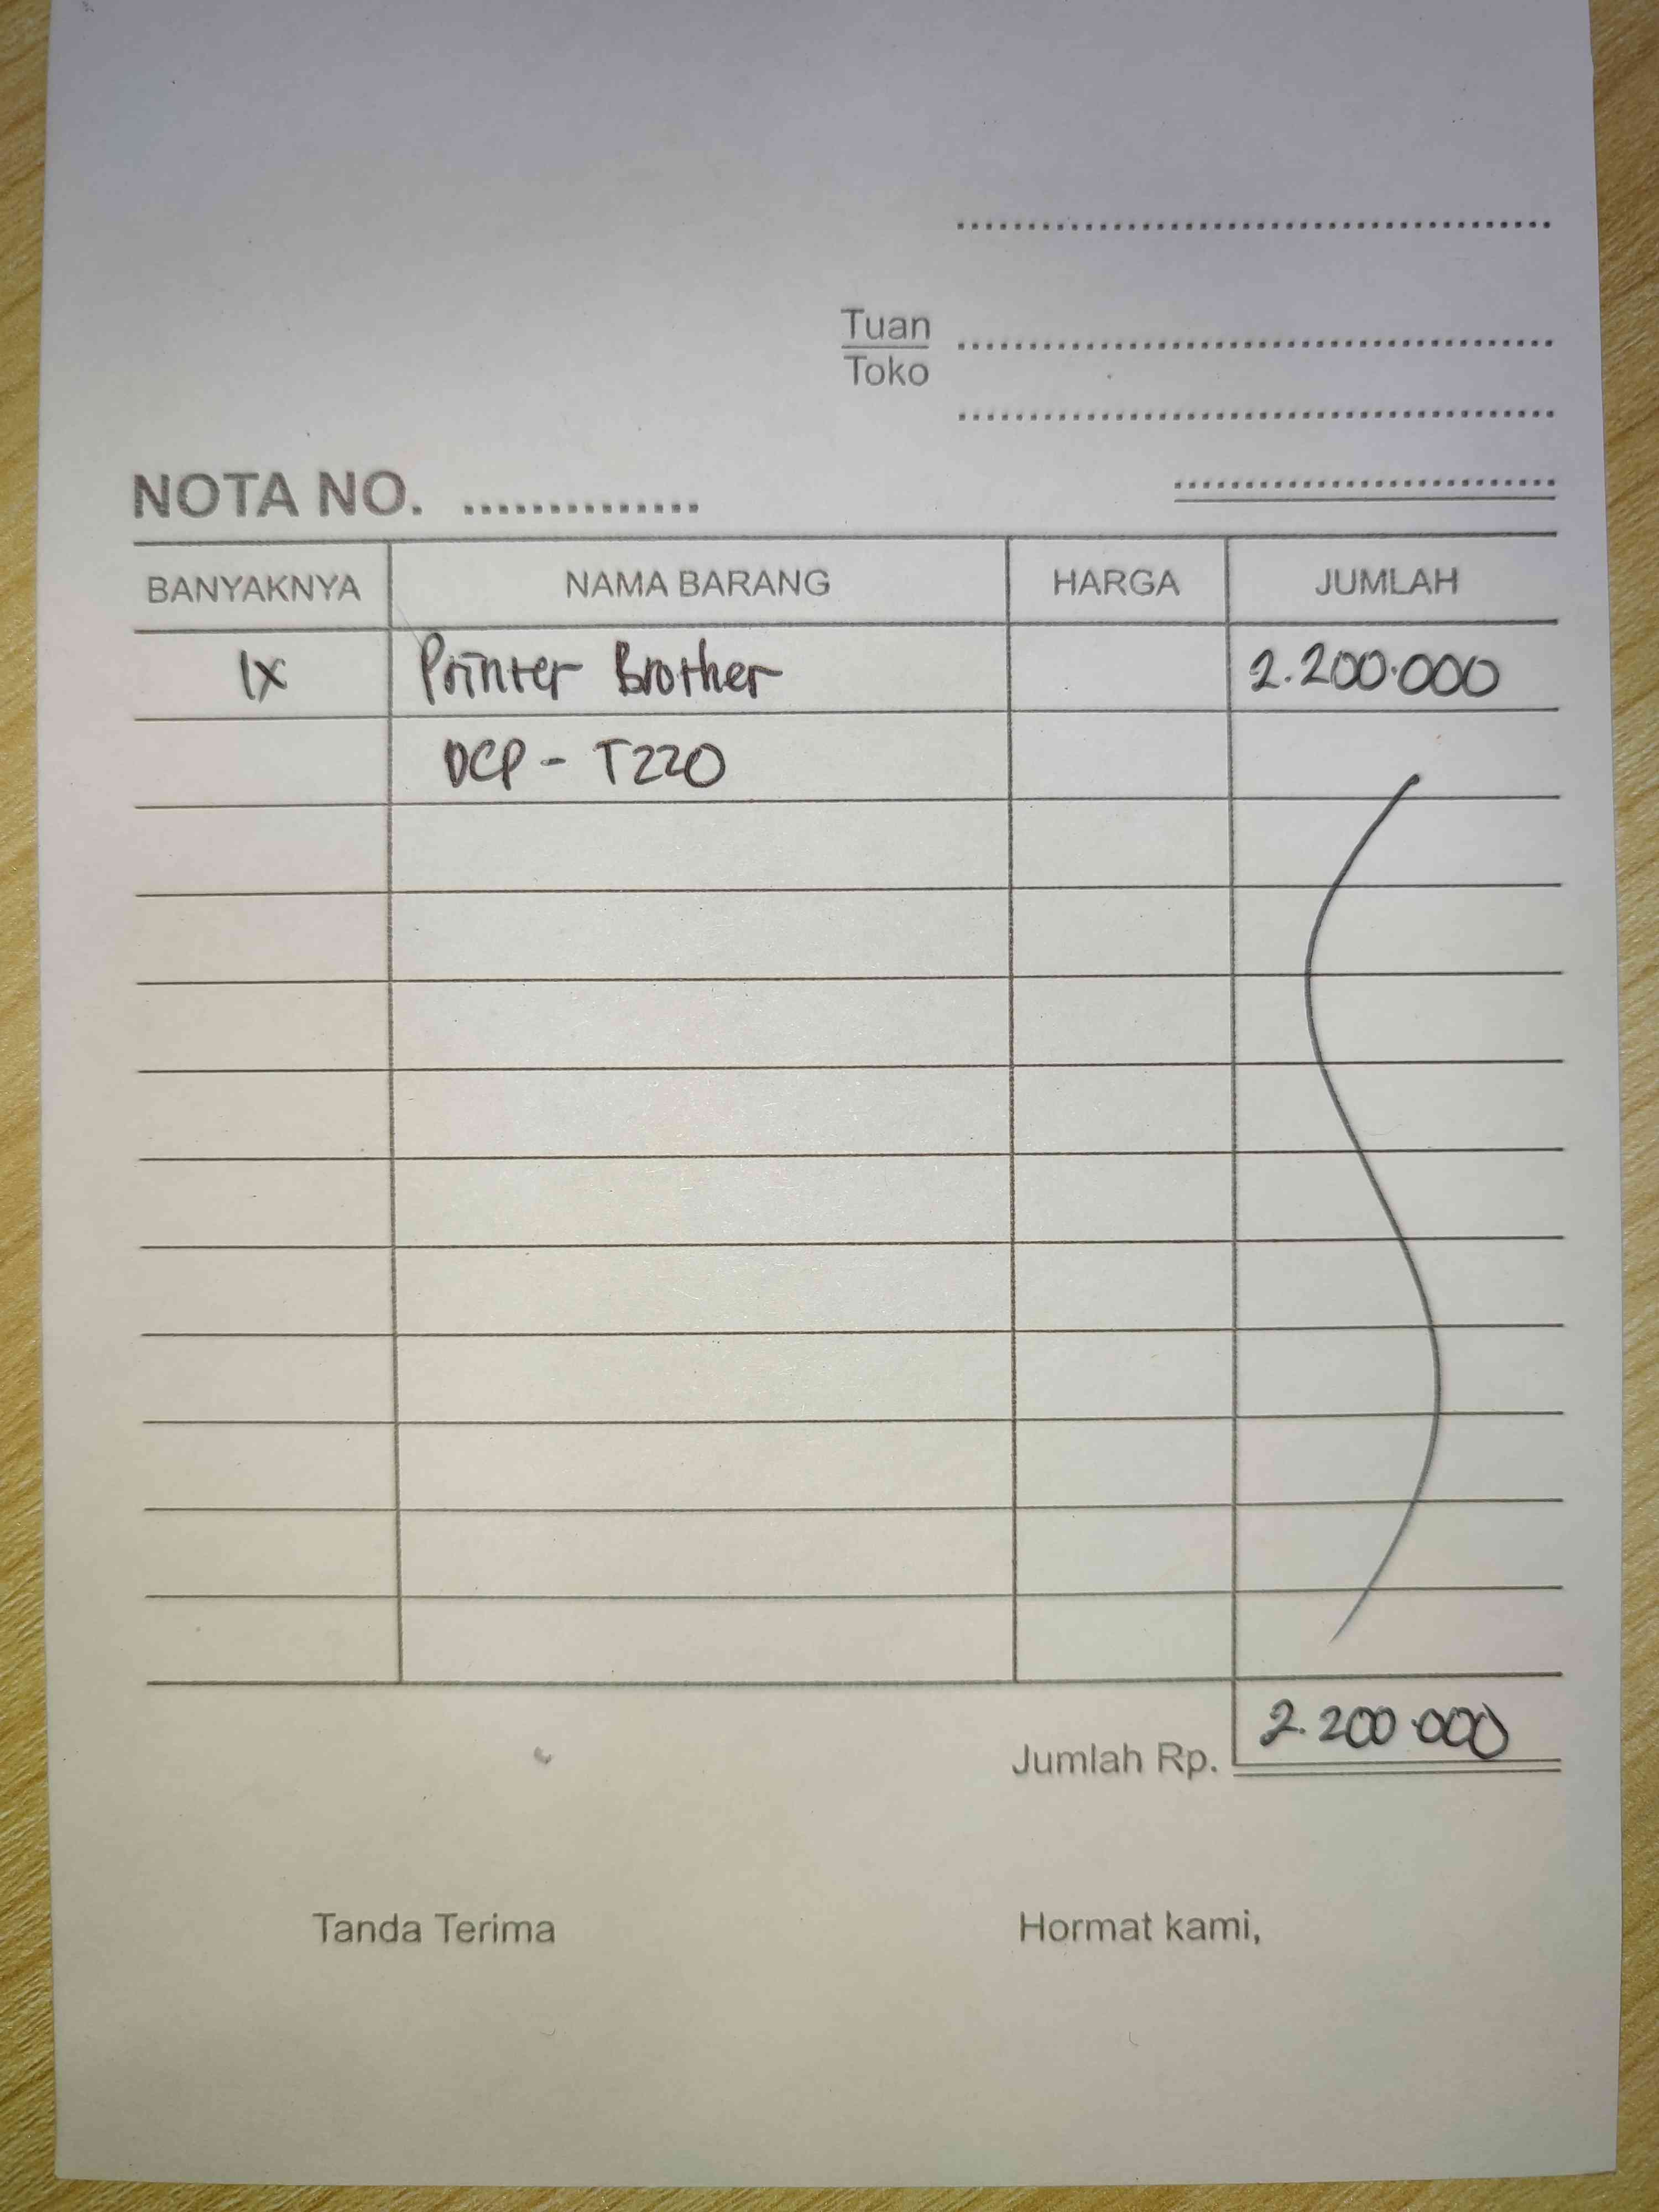 Tuan
Toko
NOTA NO. ..............
BANYAKNYA NAMA BARANG HARGA JUMLAH
1x Printer Brother 2.200.000
DCP - T220
Jumlah Rp. 2.200.000
Tanda Terima Hormat kami,